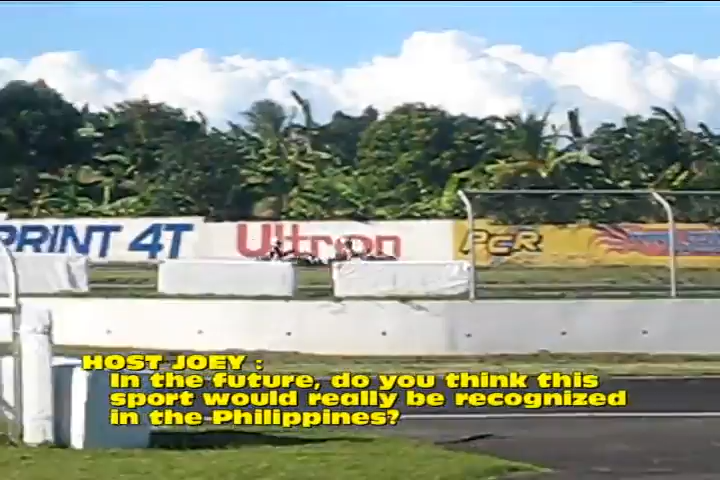 PRINT 4T
Ultron
PGR
HOST JOEY :
In the future, do you think this
sport would really be recognized
in the Philippines?